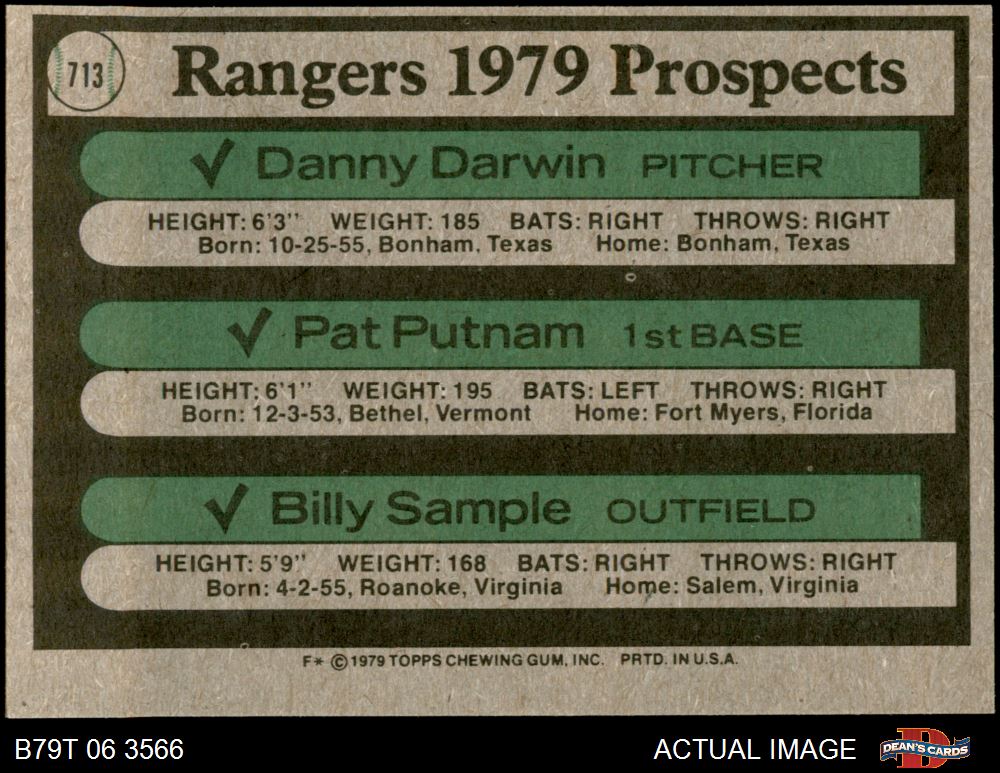 713
Rangers 1979 Prospects
✓ Danny Darwin PITCHER
HEIGHT: 6'3" WEIGHT: 185 BATS: RIGHT THROWS: RIGHT
Born: 10-25-55, Bonham, Texas Home: Bonham, Texas
✓ Pat Putnam 1st BASE
HEIGHT: 6'1" WEIGHT: 195 BATS: LEFT THROWS: RIGHT
Born: 12-3-53, Bethel, Vermont Home: Fort Myers, Florida
✓ Billy Sample OUTFIELD
HEIGHT: 5'9" WEIGHT: 168 BATS: RIGHT THROWS: RIGHT
Born: 4-2-55, Roanoke, Virginia Home: Salem, Virginia
F* © 1979 TOPPS CHEWING GUM, INC. PRTD. IN U.S.A.
B79T 06 3566 ACTUAL IMAGE DEAN'S CARDS